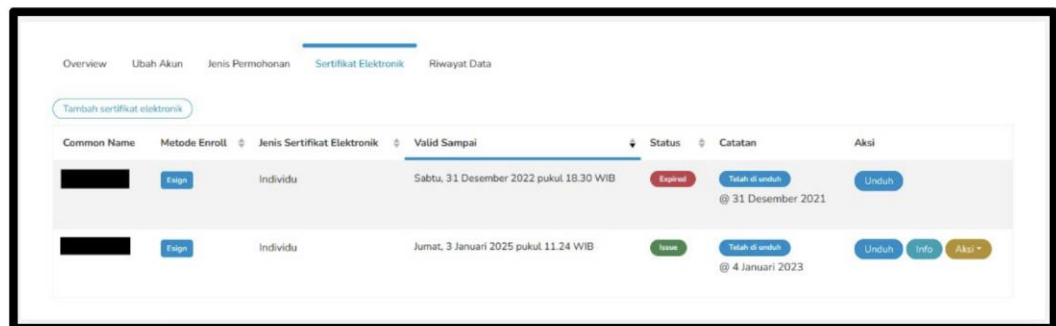 Overview Ubah Akun Jenis Permohonan Sertifikat Elektronik Riwayat Data
Tambah sertifikat elektronik
Common Name Metode Enroll Jenis Sertifikat Elektronik Valid Sampai Status Catatan Aksi
Esign Individu Sabtu, 31 Desember 2022 pukul 18.30 WIB Expired Telah di unduh Unduh
@ 31 Desember 2021
Esign Individu Jumat, 3 Januari 2025 pukul 11.24 WIB Issue Telah di unduh Unduh Info Aksi
@ 4 Januari 2023